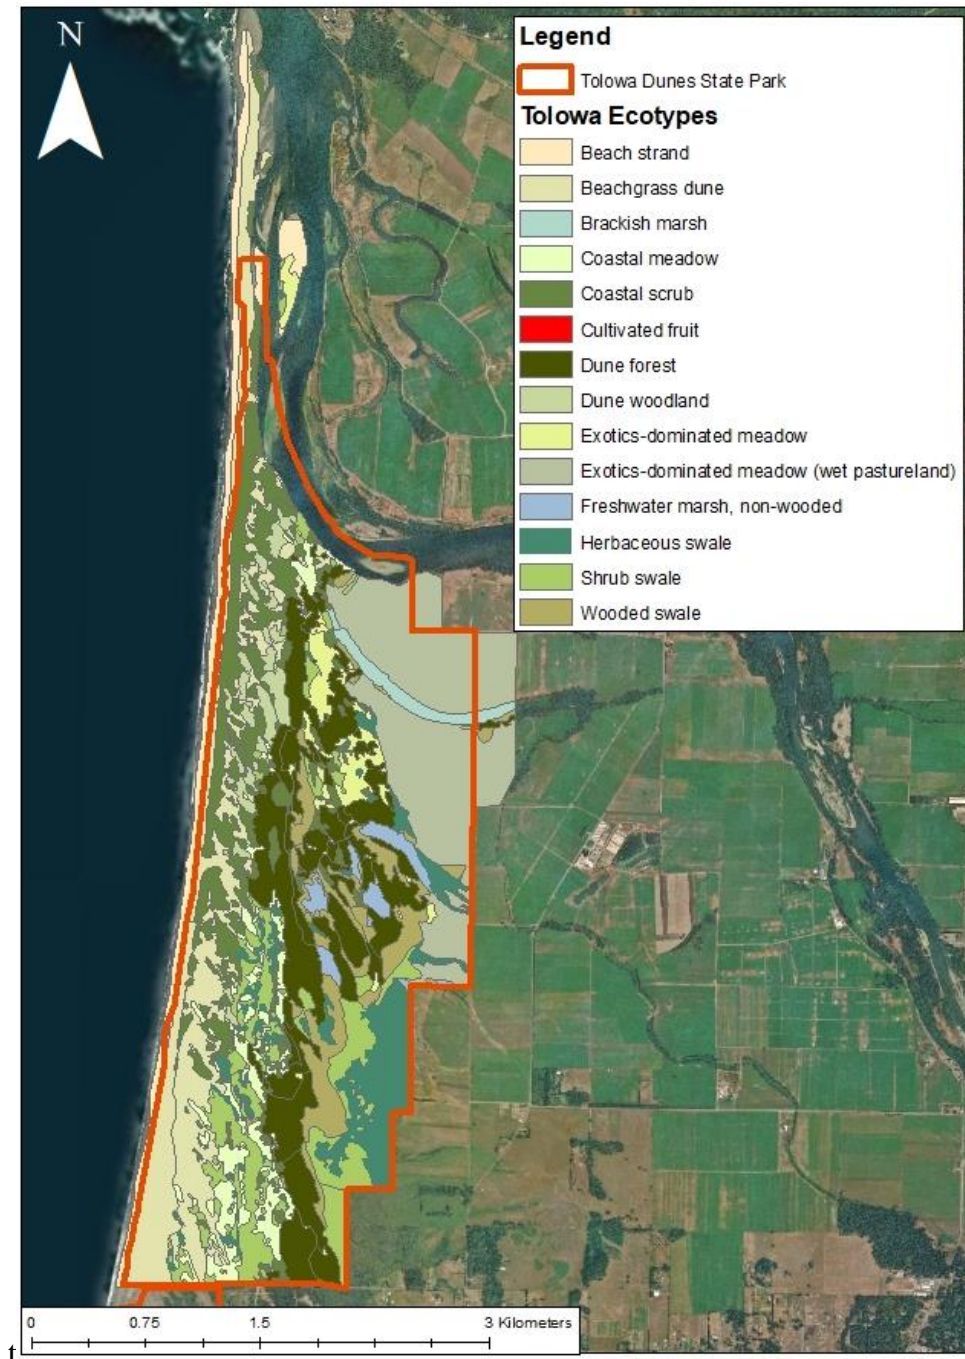 N
Legend
Tolowa Dunes State Park
Tolowa Ecotypes
Beach strand
Beachgrass dune
Brackish marsh
Coastal meadow
Coastal scrub
Cultivated fruit
Dune forest
Dune woodland
Exotics-dominated meadow
Exotics-dominated meadow (wet pastureland)
Freshwater marsh, non-wooded
Herbaceous swale
Shrub swale
Wooded swale
0 0.75 1.5 3 Kilometers
t